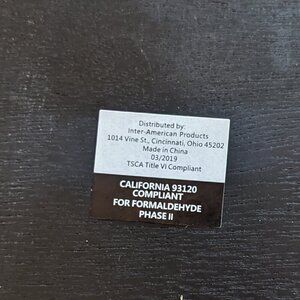 Distributed by:
Inter-American Products
1014 Vine St., Cincinnati, Ohio 45202
Made in China
03/2019
TSCA Title VI Compliant
CALIFORNIA 93120
COMPLIANT
FOR FORMALDEHYDE
PHASE II